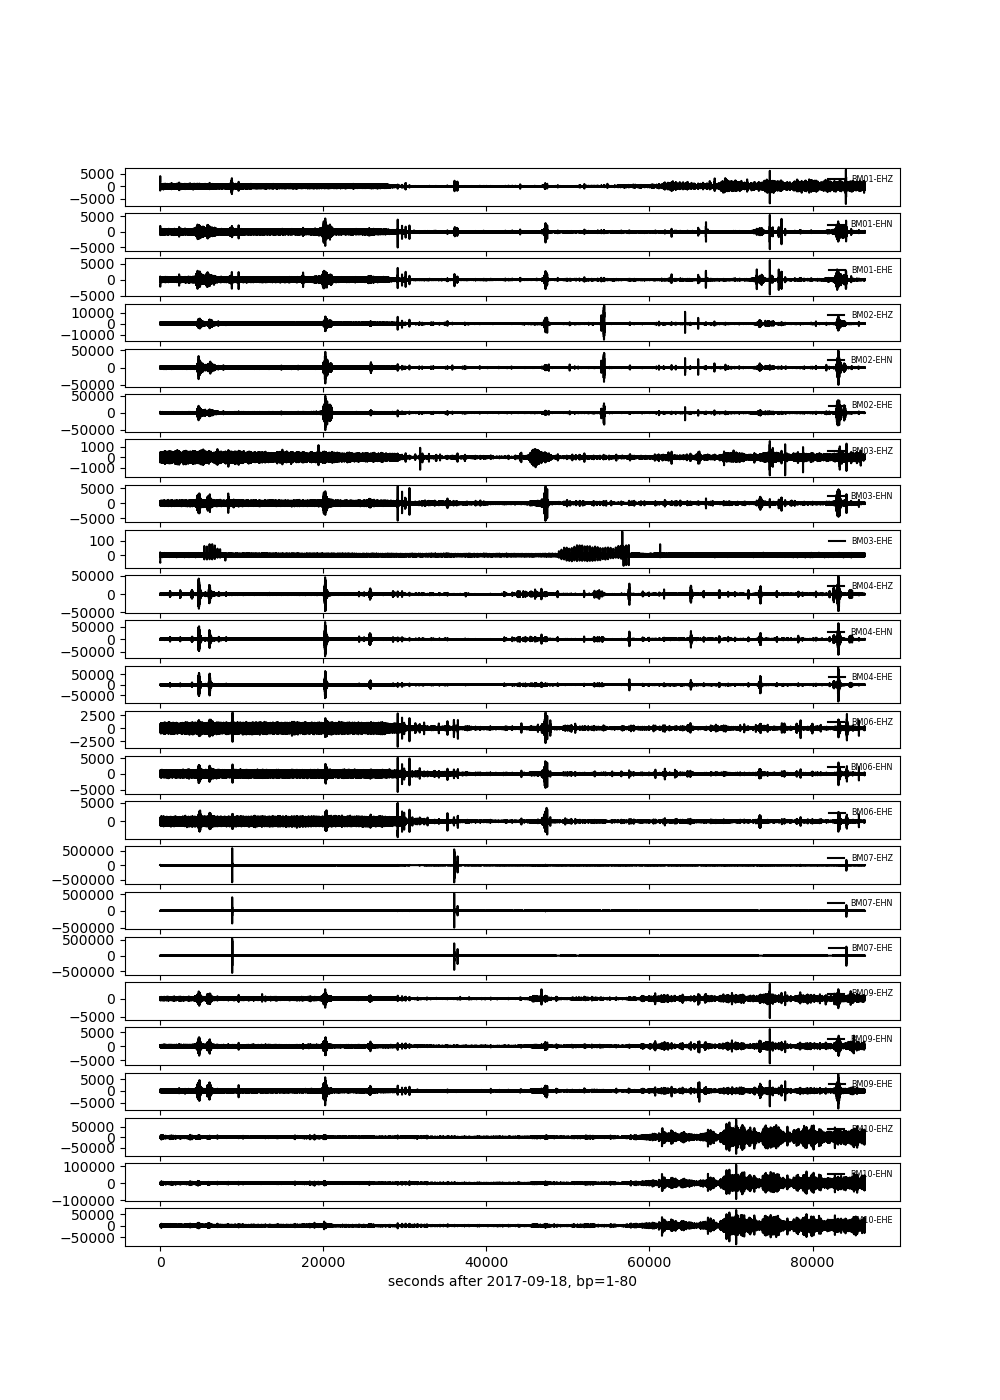 5000
0
−5000
BM01-EHZ
5000
0
−5000
BM01-EHN
5000
0
−5000
BM01-EHE
10000
0
−10000
BM02-EHZ
50000
0
−50000
BM02-EHN
50000
0
−50000
BM02-EHE
1000
0
−1000
BM03-EHZ
5000
0
−5000
BM03-EHN
100
0
BM03-EHE
50000
0
−50000
BM04-EHZ
50000
0
−50000
BM04-EHN
50000
0
−50000
BM04-EHE
2500
0
−2500
BM06-EHZ
5000
0
−5000
BM06-EHN
5000
0
BM06-EHE
500000
0
−500000
BM07-EHZ
500000
0
−500000
BM07-EHN
500000
0
−500000
BM07-EHE
0
−5000
BM09-EHZ
5000
0
−5000
BM09-EHN
5000
0
−5000
BM09-EHE
50000
0
−50000
BM10-EHZ
100000
0
−100000
BM10-EHN
50000
0
−50000
BM10-EHE
0 20000 40000 60000 80000
seconds after 2017-09-18, bp=1-80